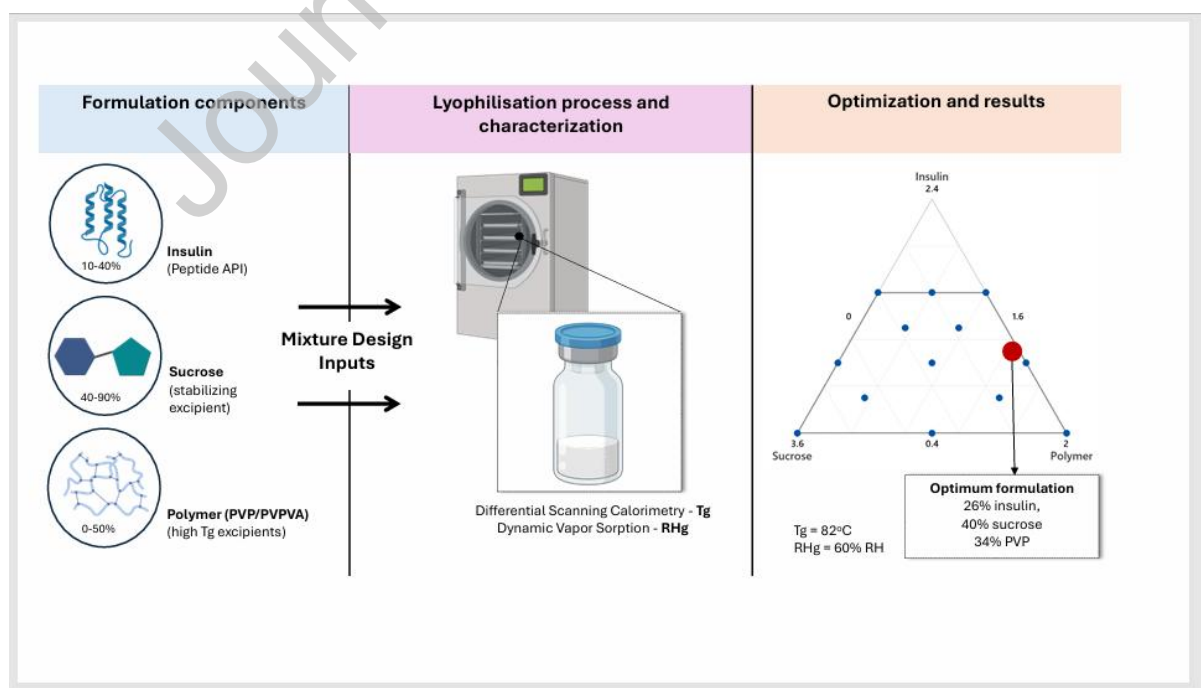 Journ
Formulation components
Lyophilisation process and
characterization
Optimization and results
10-40%
Insulin
(Peptide API)
40-90%
Sucrose
(stabilizing
excipient)
0-50%
Polymer (PVP/PVPVA)
(high Tg excipients)
Mixture Design
Inputs
Differential Scanning Calorimetry - Tg
Dynamic Vapor Sorption - RHg
Insulin
2.4
0
1.6
3.6
Sucrose
0.4
2
Polymer
Tg = 82°C
RHg = 60% RH
Optimum formulation
26% insulin,
40% sucrose
34% PVP